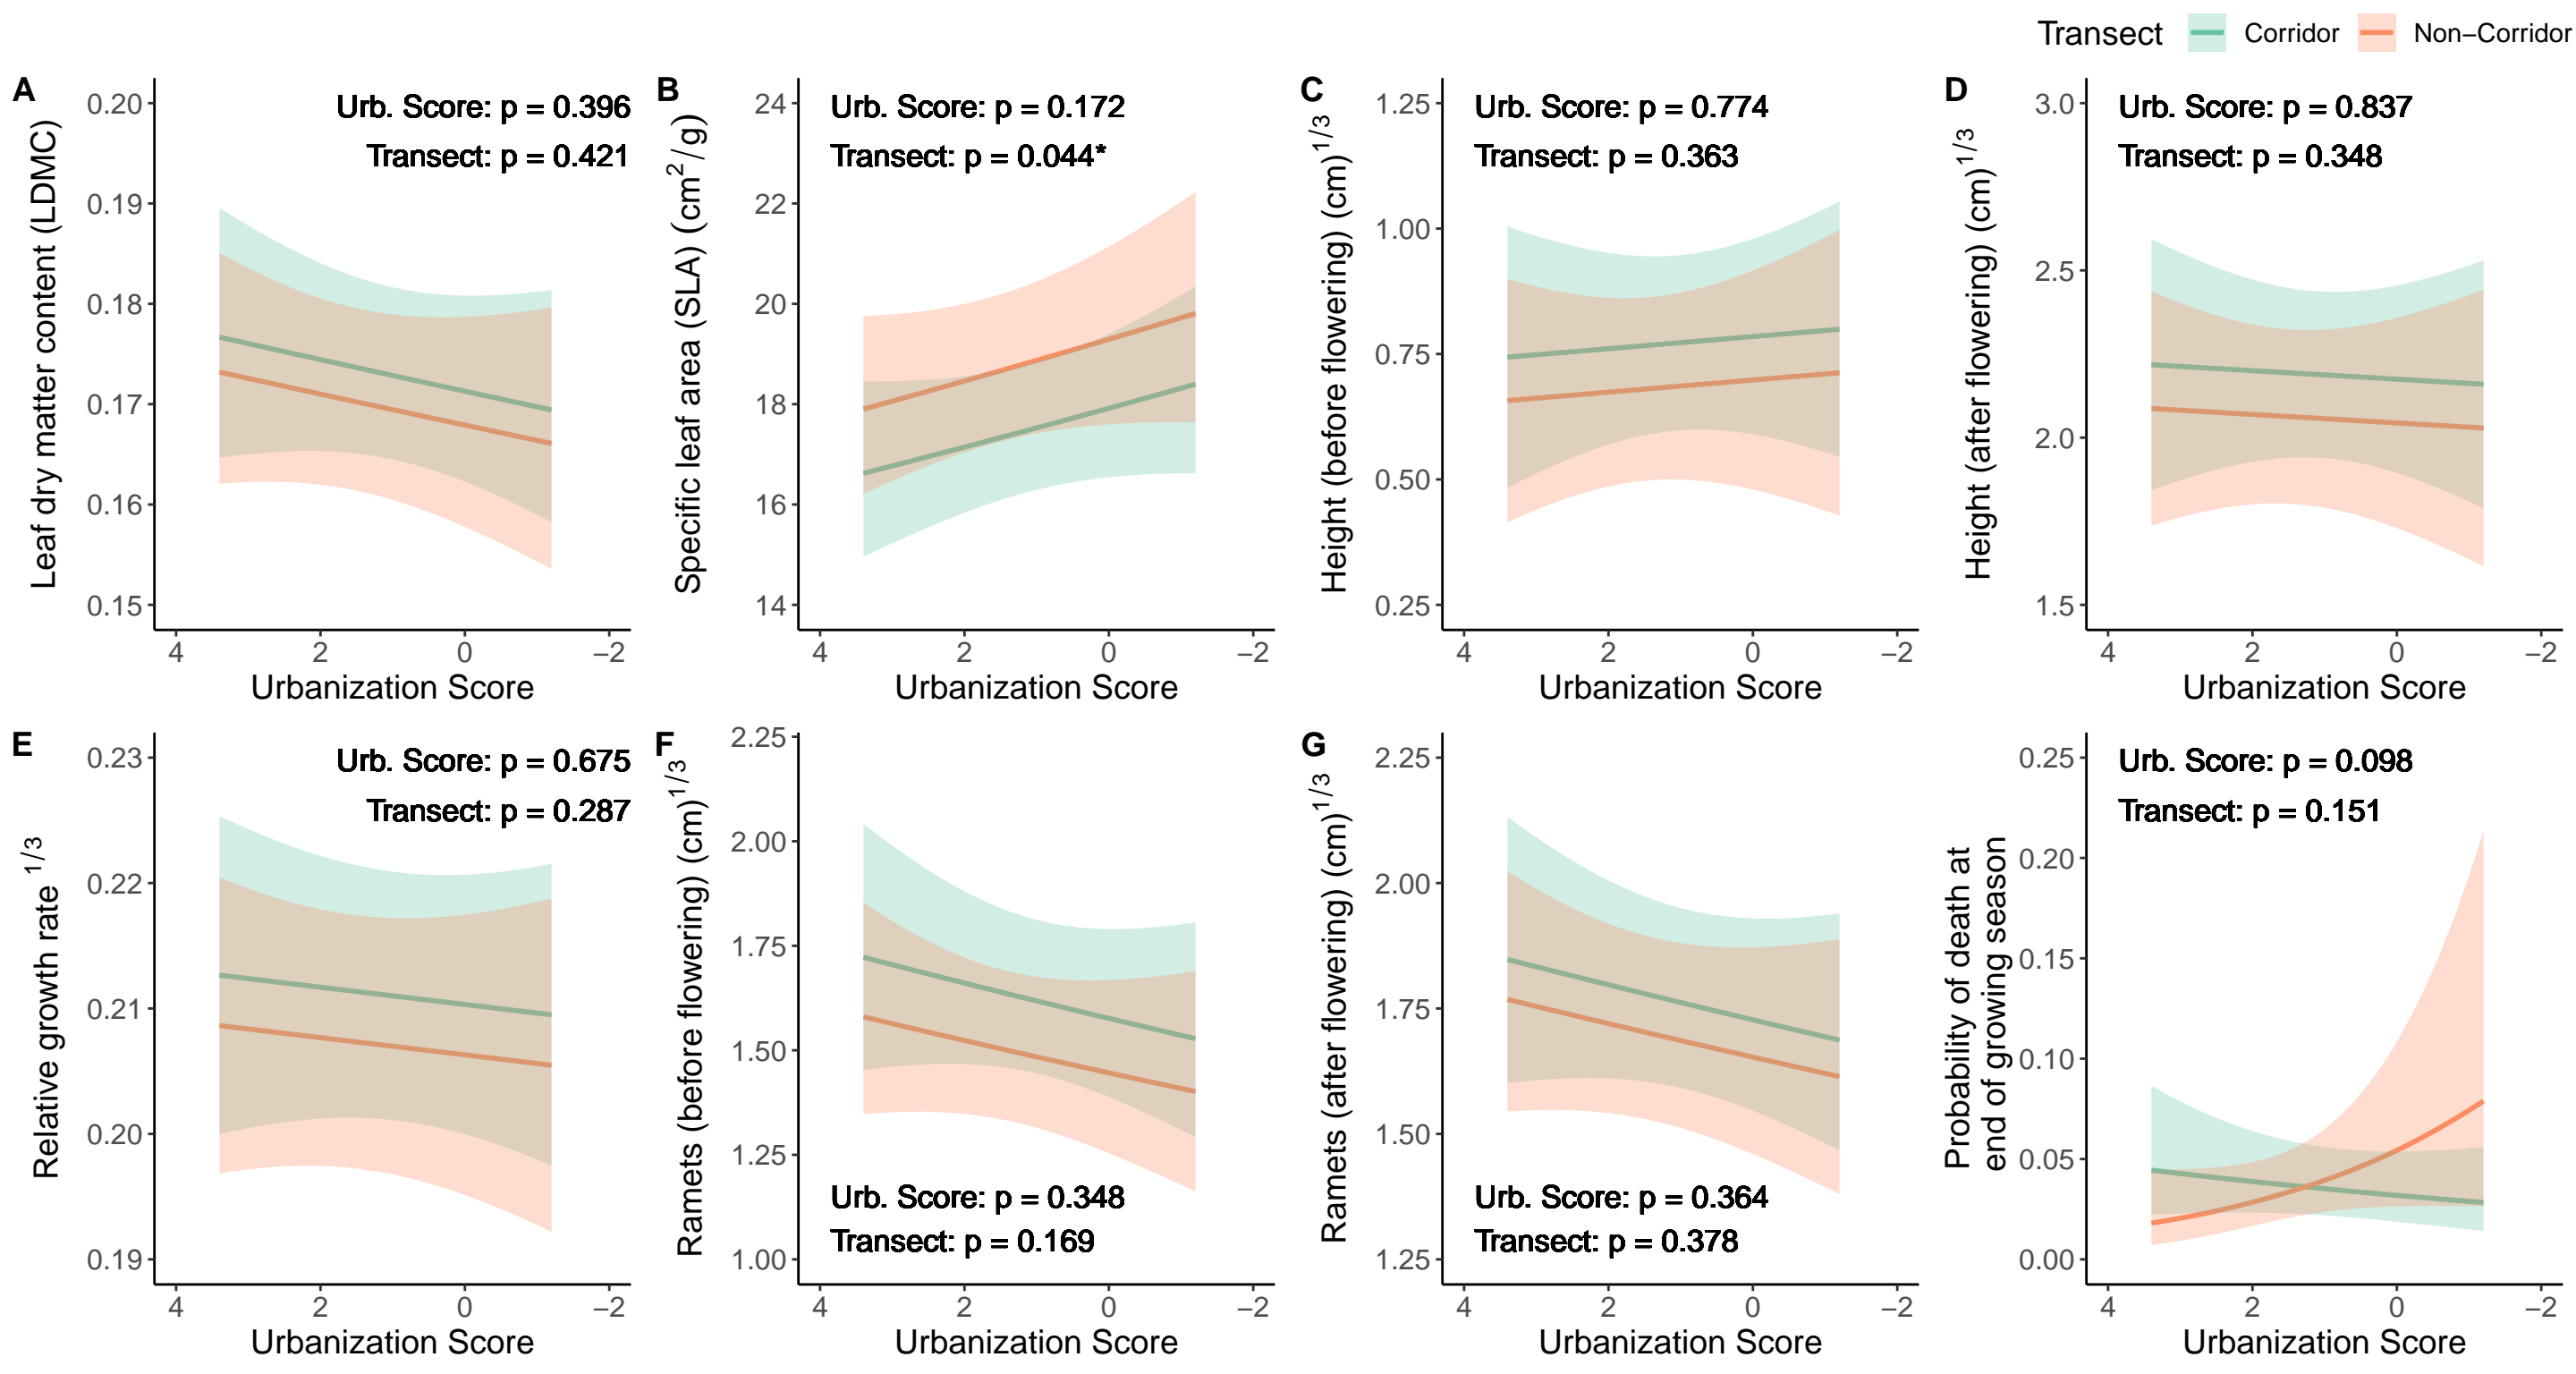 Transect Corridor Non−Corridor
A
Leaf dry matter content (LDMC)
0.20
0.19
0.18
0.17
0.16
0.15
Urb. Score: p = 0.396
Transect: p = 0.421
4 2 0 −2
Urbanization Score
B
Specific leaf area (SLA) (cm²/g)
24
22
20
18
16
14
Urb. Score: p = 0.172
Transect: p = 0.044*
4 2 0 −2
Urbanization Score
C
Height (before flowering) (cm)^1/3
1.25
1.00
0.75
0.50
0.25
Urb. Score: p = 0.774
Transect: p = 0.363
4 2 0 −2
Urbanization Score
D
Height (after flowering) (cm)^1/3
3.0
2.5
2.0
1.5
Urb. Score: p = 0.837
Transect: p = 0.348
4 2 0 −2
Urbanization Score
E
Relative growth rate ^1/3
0.23
0.22
0.21
0.20
0.19
Urb. Score: p = 0.675
Transect: p = 0.287
4 2 0 −2
Urbanization Score
F
Ramets (before flowering) (cm)^1/3
2.25
2.00
1.75
1.50
1.25
1.00
Urb. Score: p = 0.348
Transect: p = 0.169
4 2 0 −2
Urbanization Score
G
Ramets (after flowering) (cm)^1/3
2.25
2.00
1.75
1.50
1.25
Urb. Score: p = 0.364
Transect: p = 0.378
4 2 0 −2
Urbanization Score
Probability of death at
end of growing season
0.25
0.20
0.15
0.10
0.05
0.00
Urb. Score: p = 0.098
Transect: p = 0.151
4 2 0 −2
Urbanization Score